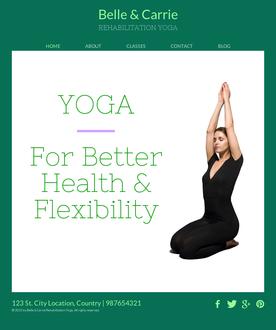 Belle & Carrie
REHABILITATION YOGA
HOME ABOUT CLASSES CONTACT BLOG
YOGA
For Better
Health &
Flexibility
123 St. City Location, Country | 987654321
© 2023 by Belle & Carrie Rehabilitation Yoga. All rights reserved.